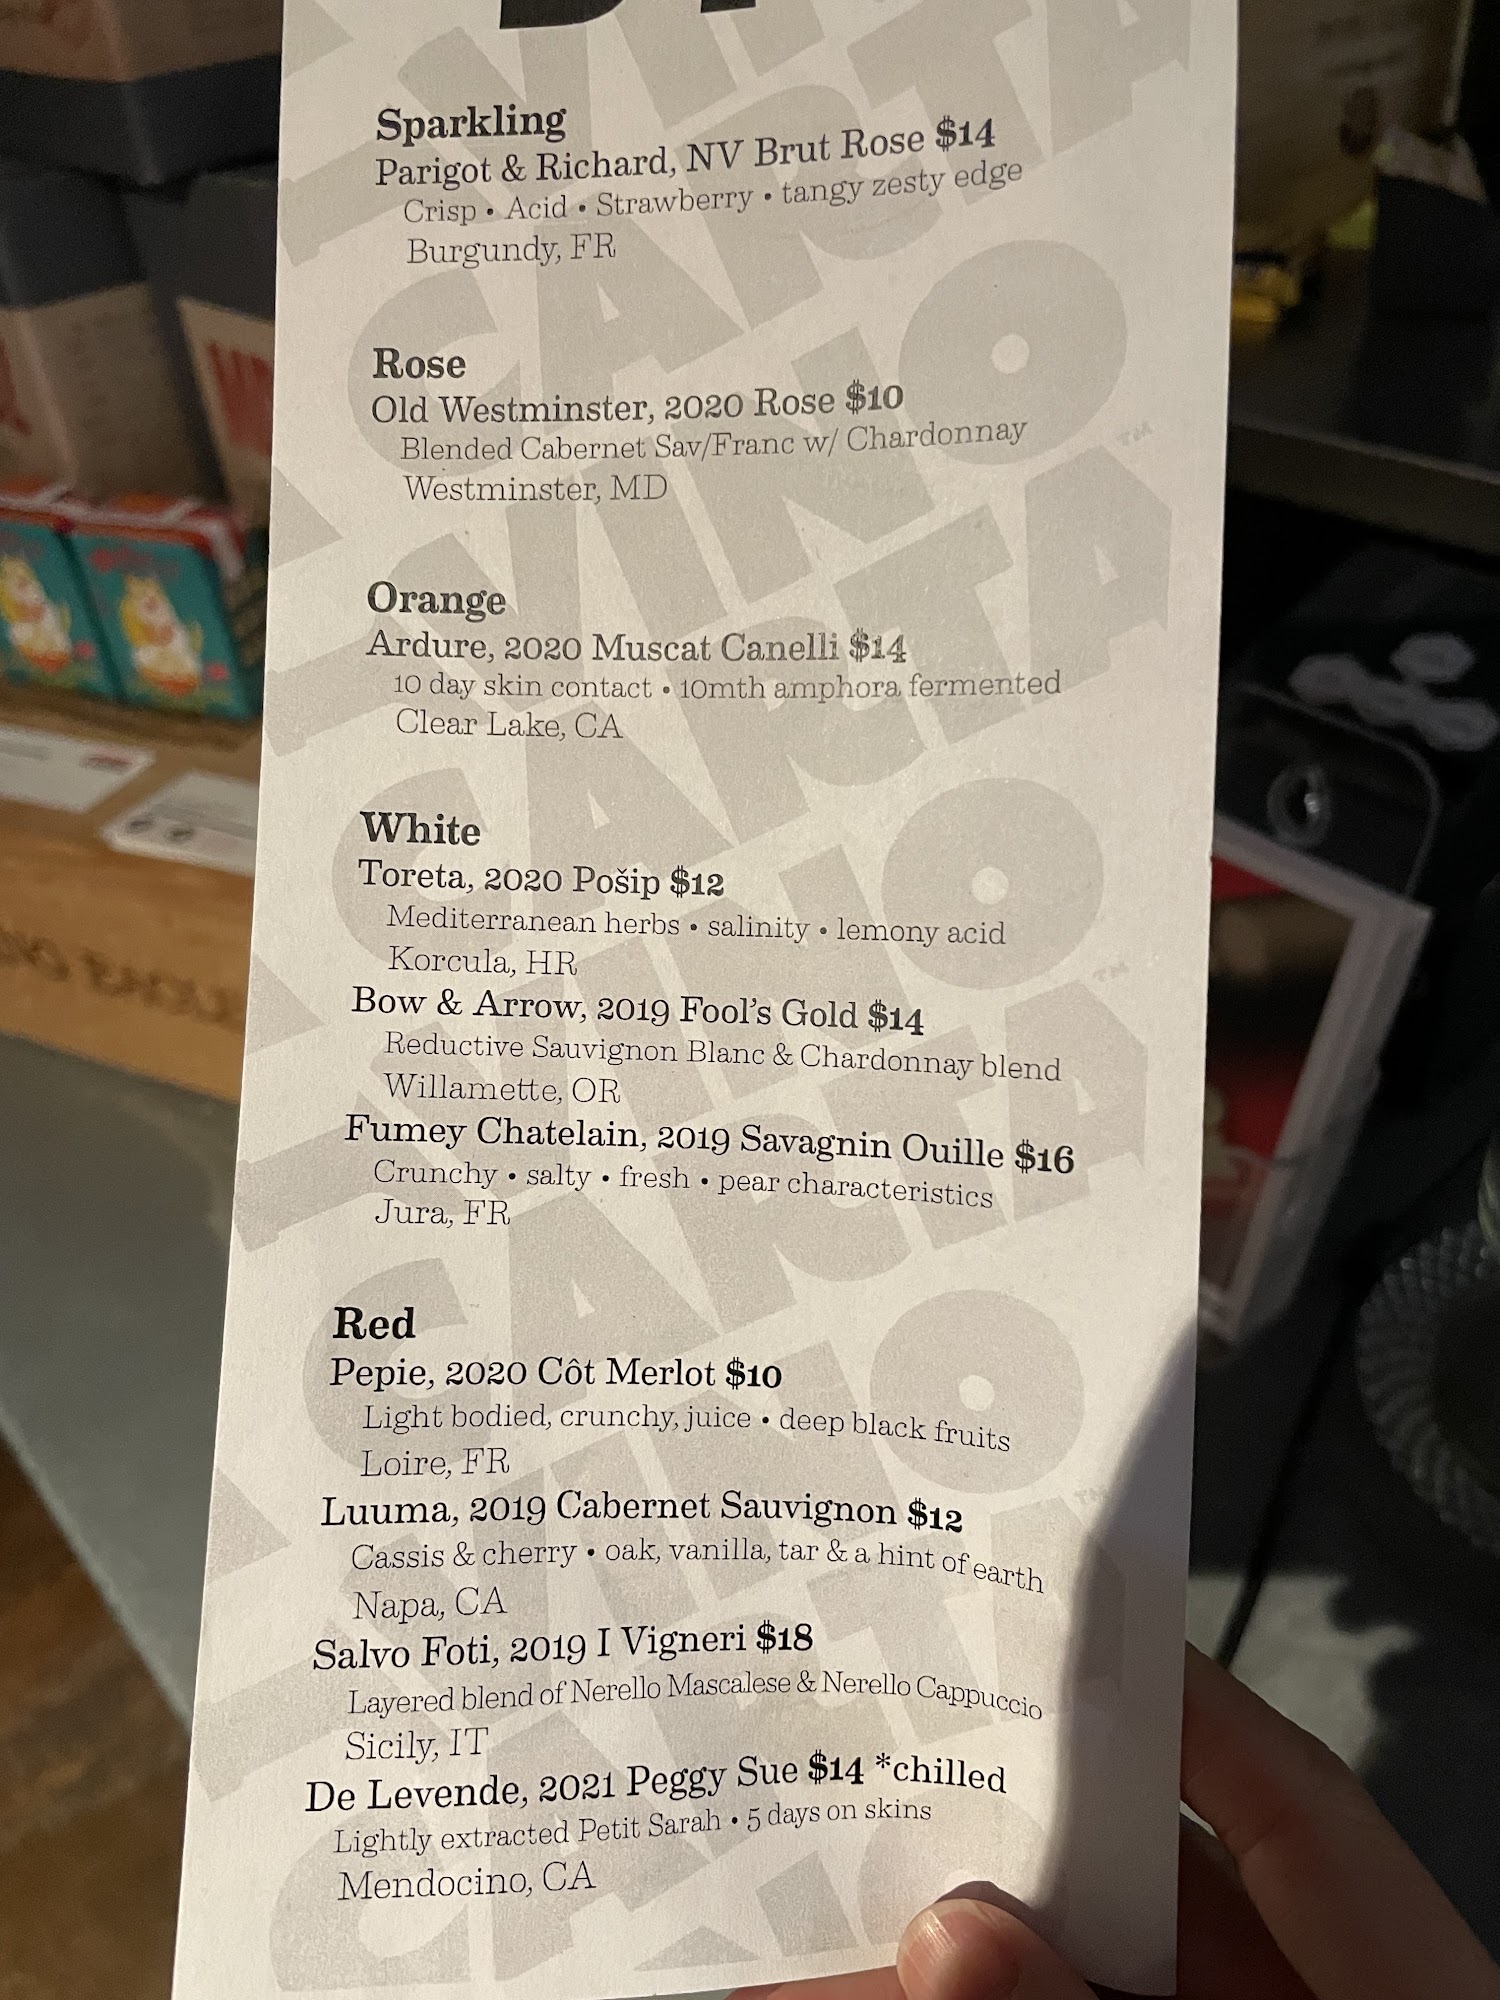 Sparkling
Parigot & Richard, NV Brut Rose $14
Crisp • Acid • Strawberry • tangy zesty edge
Burgundy, FR
Rose
Old Westminster, 2020 Rose $10
Blended Cabernet Sav/Franc w/ Chardonnay
Westminster, MD
Orange
Ardure, 2020 Muscat Canelli $14
10 day skin contact • 10mth amphora fermented
Clear Lake, CA
White
Toreta, 2020 Pošip $12
Mediterranean herbs • salinity • lemony acid
Korcula, HR
Bow & Arrow, 2019 Fool's Gold $14
Reductive Sauvignon Blanc & Chardonnay blend
Willamette, OR
Fumey Chatelain, 2019 Savagnin Ouille $16
Crunchy • salty • fresh • pear characteristics
Jura, FR
Red
Pepie, 2020 Côt Merlot $10
Light bodied, crunchy, juice • deep black fruits
Loire, FR
Luuma, 2019 Cabernet Sauvignon $12
Cassis & cherry • oak, vanilla, tar & a hint of earth
Napa, CA
Salvo Foti, 2019 I Vigneri $18
Layered blend of Nerello Mascalese & Nerello Cappuccio
Sicily, IT
De Levende, 2021 Peggy Sue $14 *chilled
Lightly extracted Petit Sarah • 5 days on skins
Mendocino, CA